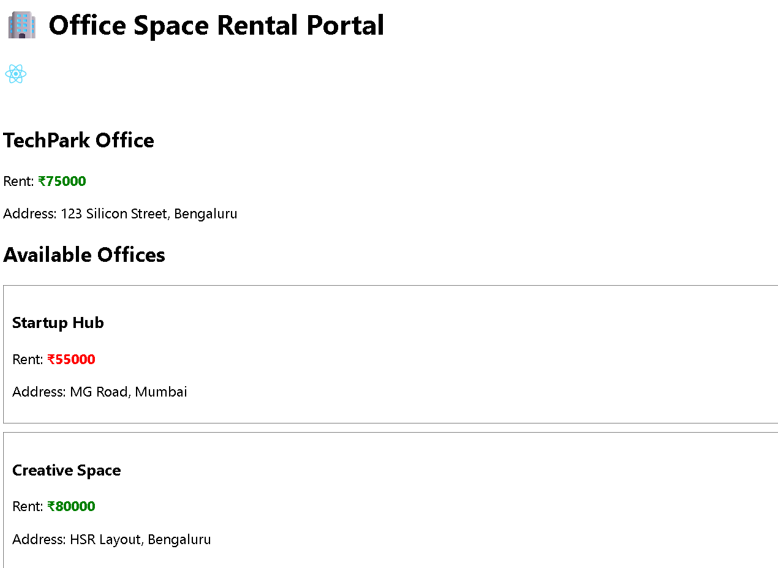 Office Space Rental Portal
TechPark Office
Rent: ₹75000
Address: 123 Silicon Street, Bengaluru
Available Offices
Startup Hub
Rent: ₹55000
Address: MG Road, Mumbai
Creative Space
Rent: ₹80000
Address: HSR Layout, Bengaluru